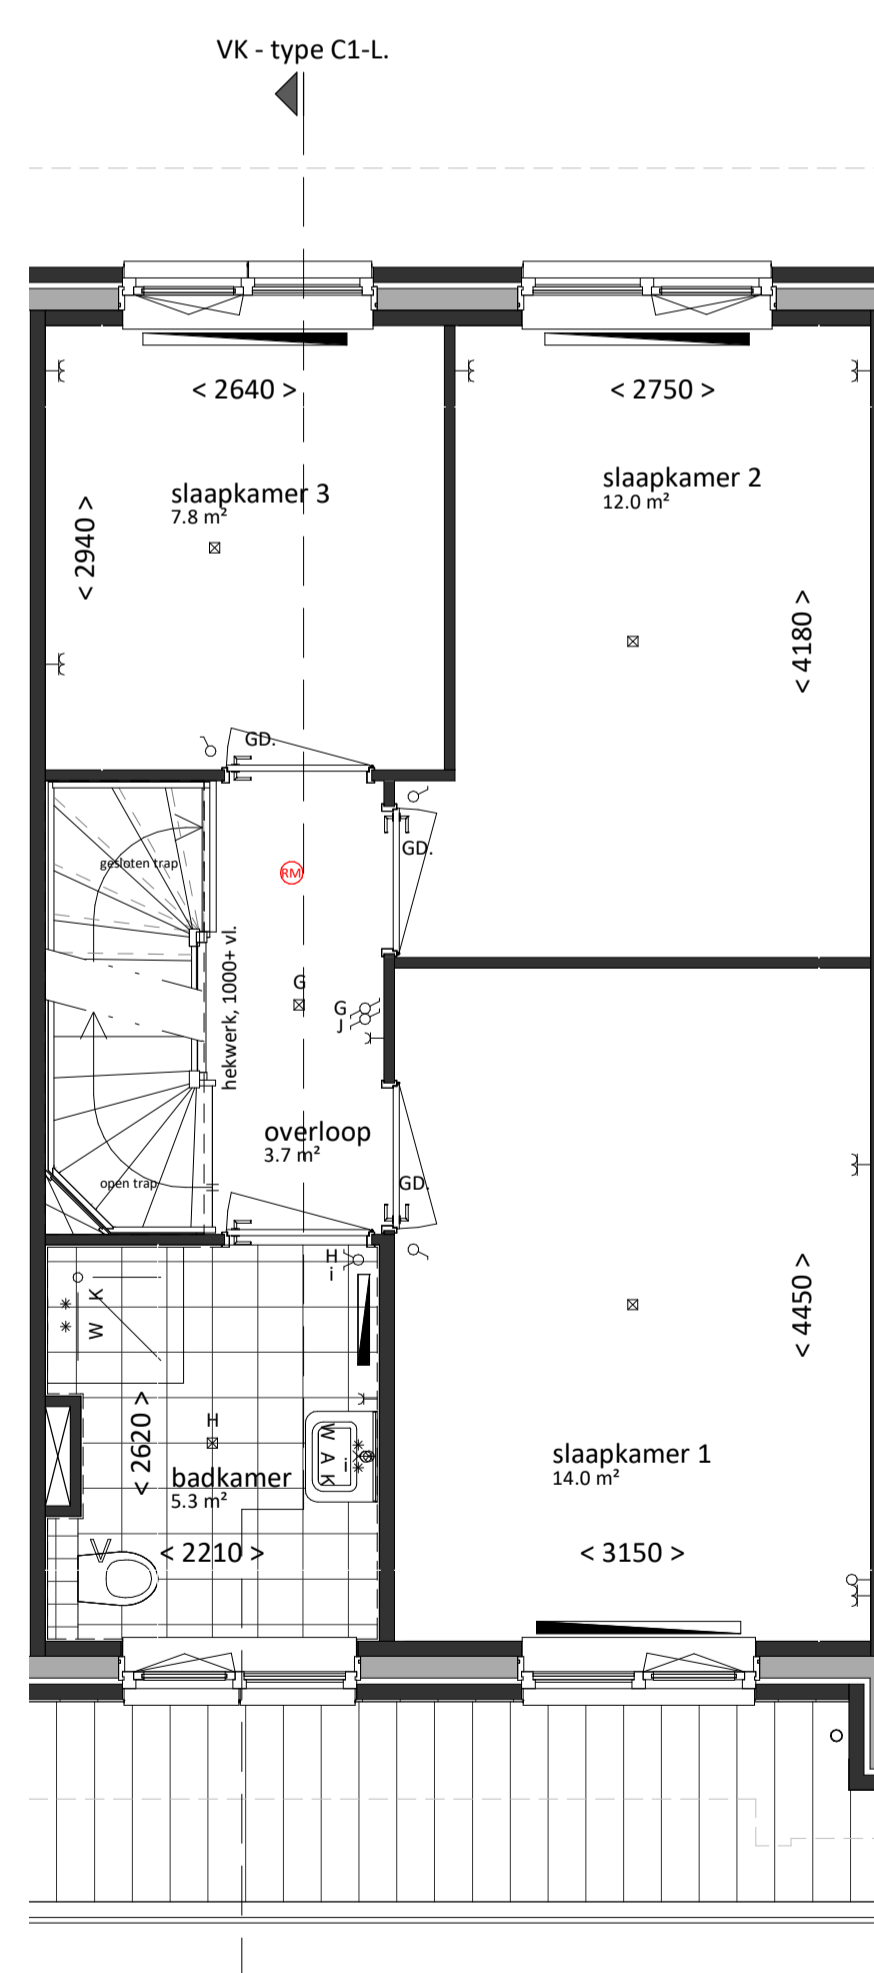 VK - type C1-L.
< 2640 >
< 2750 >
slaapkamer 3
7.8 m²
slaapkamer 2
12.0 m²
< 2940 >
< 4180 >
GD.
GD.
gesloten trap
RM
hekwerk, 1000+ vl.
G
G
J
overloop
3.7 m²
open trap
GD.
H
i
W K
< 4450 >
< 2620 >
H
W A K
i
badkamer
5.3 m²
slaapkamer 1
14.0 m²
V
< 2210 >
< 3150 >